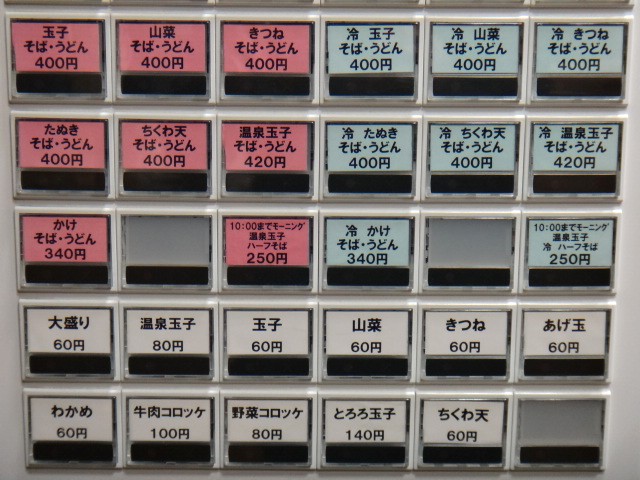 玉子
そば・うどん
400円
山菜
そば・うどん
400円
きつね
そば・うどん
400円
冷 玉子
そば・うどん
400円
冷 山菜
そば・うどん
400円
冷 きつね
そば・うどん
400円
たぬき
そば・うどん
400円
ちくわ天
そば・うどん
400円
温泉玉子
そば・うどん
420円
冷 たぬき
そば・うどん
400円
冷 ちくわ天
そば・うどん
400円
冷 温泉玉子
そば・うどん
420円
かけ
そば・うどん
340円
10:00までモーニング
温泉玉子
ハーフそば
250円
冷 かけ
そば・うどん
340円
10:00までモーニング
温泉玉子
冷 ハーフそば
250円
大盛り
60円
温泉玉子
80円
玉子
60円
山菜
60円
きつね
60円
あげ玉
60円
わかめ
60円
牛肉コロッケ
100円
野菜コロッケ
80円
とろろ玉子
140円
ちくわ天
60円